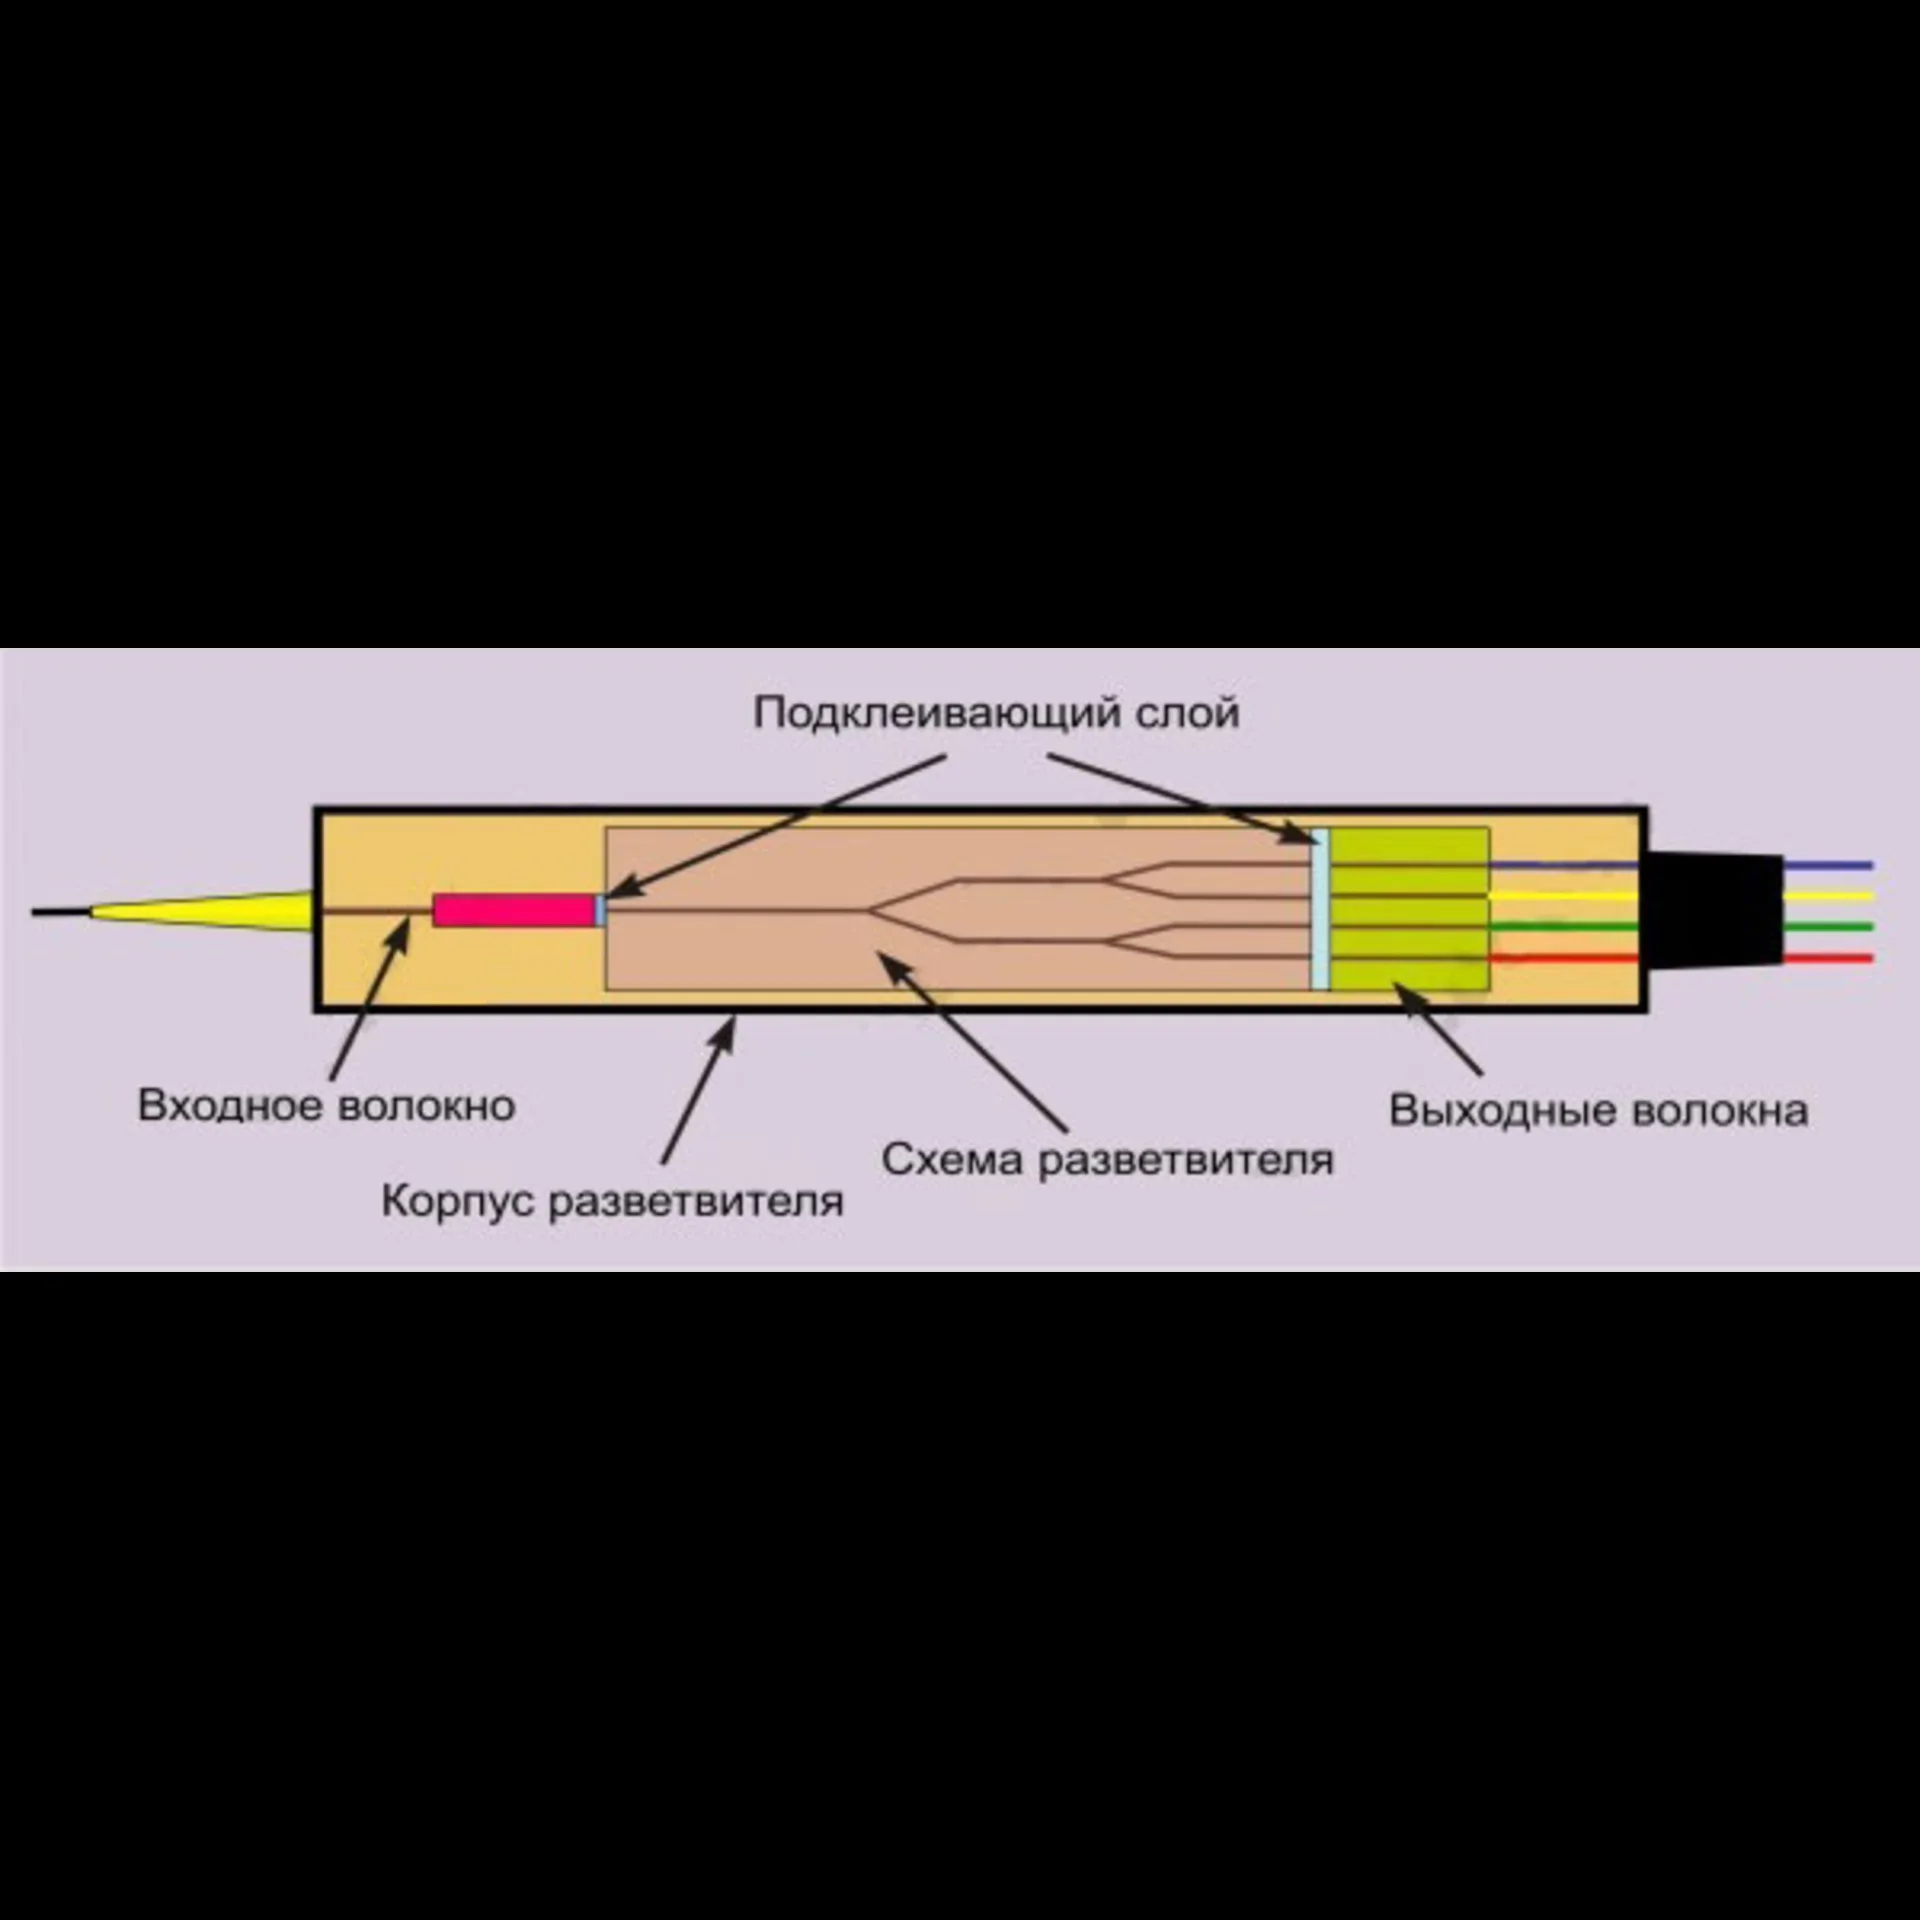 Подклеивающий слой
Входное волокно
Выходные волокна
Схема разветвителя
Корпус разветвителя